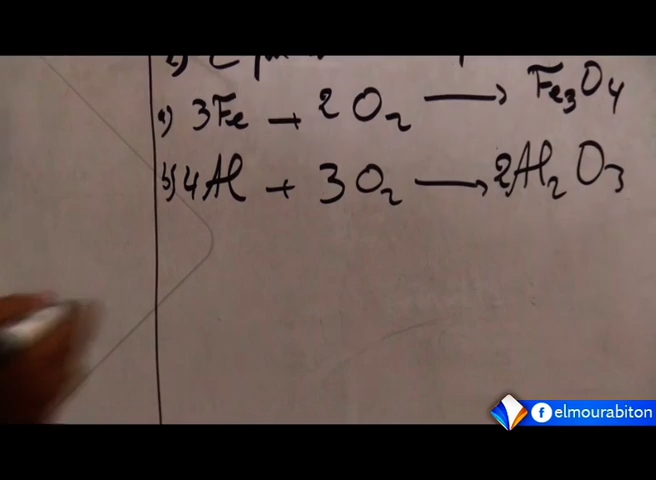 a) 3Fe + 2O₂ → Fe₃O₄
b) 4Al + 3O₂ → 2Al₂O₃
elmourabiton